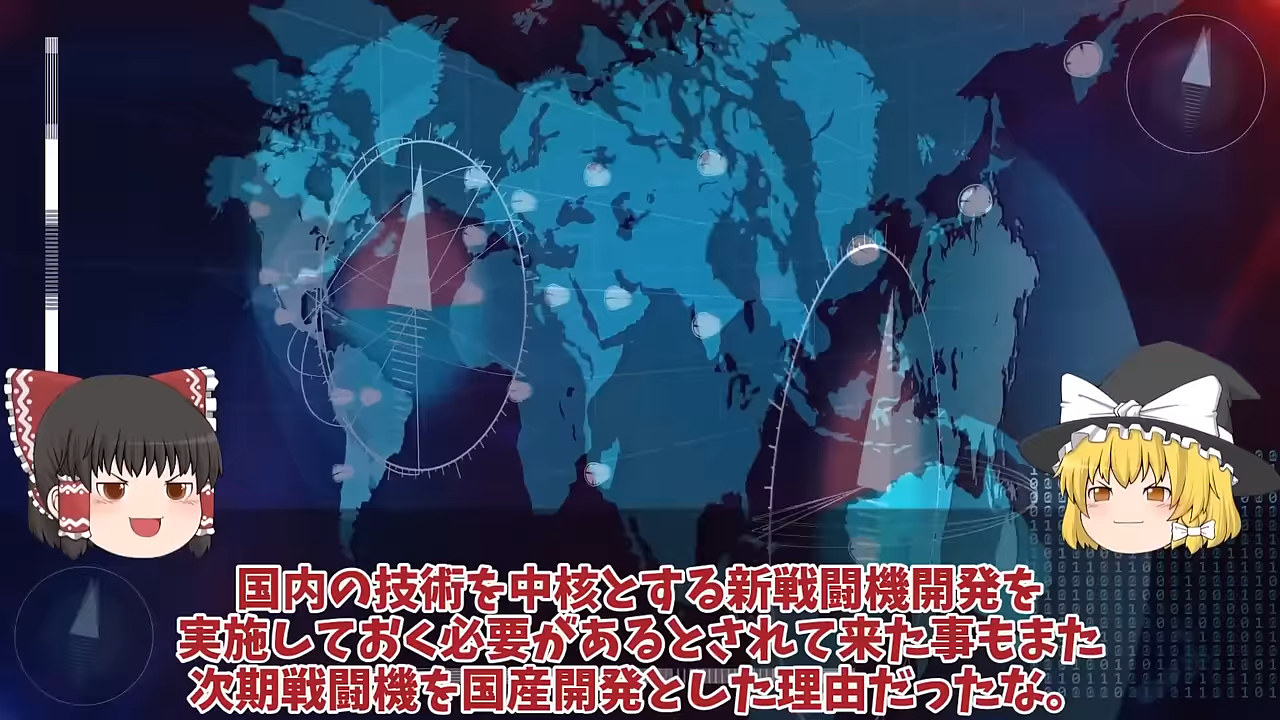 国内の技術を中核とする新戦闘機開発を
実施しておく必要があるとされて来た事もまた
次期戦闘機を国産開発とした理由だったな。